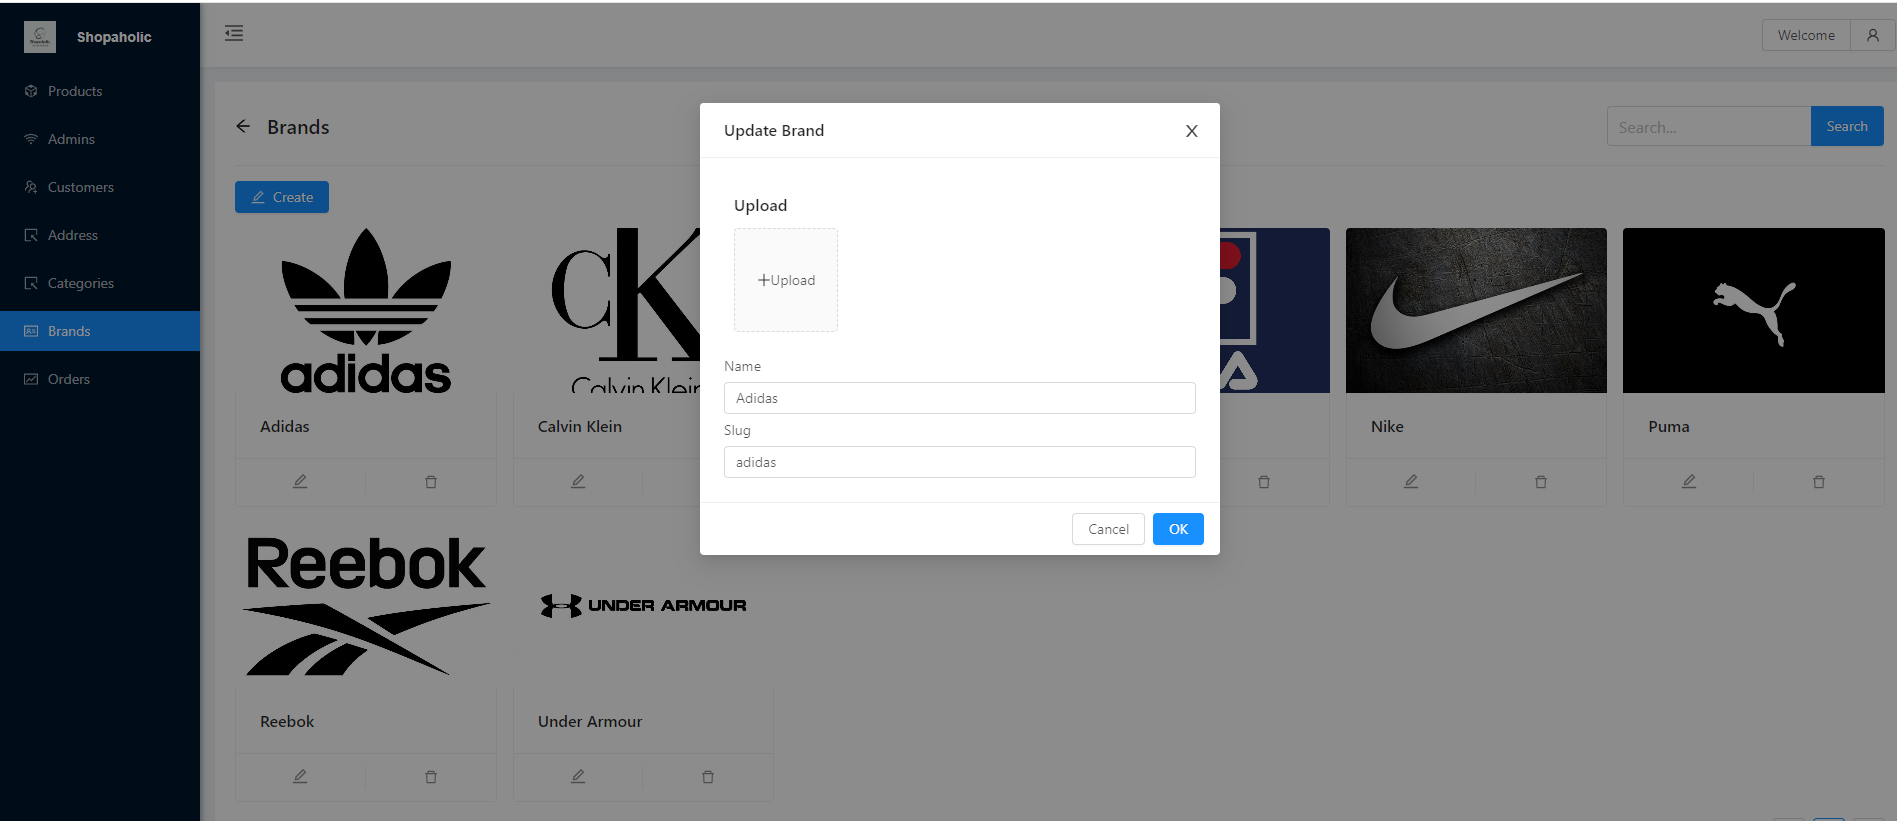 Shopaholic
Products
Admins
Customers
Address
Categories
Brands
Orders
Welcome
Brands
Search...
Search
Create
Update Brand
X
Upload
+Upload
Name
Adidas
Slug
adidas
Cancel
OK
adidas
CK
Calvin Klein
Adidas
Calvin Klein
Nike
Puma
Reebok
UNDER ARMOUR
Reebok
Under Armour